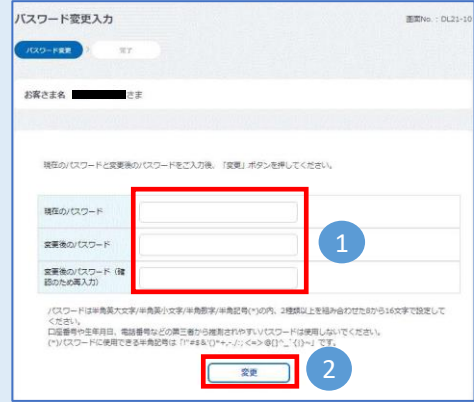 パスワード変更入力
画面No.：DL21-10
パスワード変更
完了
お客さま名
さま
現在のパスワードと変更後のパスワードをご入力後、「変更」ボタンを押してください。
現在のパスワード
変更後のパスワード
変更後のパスワード（確
認のため再入力）
1
パスワードは半角英大文字/半角英小文字/半角数字/半角記号(*)の内、2種類以上を組み合わせた8から16文字で設定して
ください。
口座番号や生年月日、電話番号などの第三者から推測されやすいパスワードは使用しないでください。
(*)パスワードに使用できる半角記号は「!"#$&'()*+,-./:;<=>@[]^_`{|}~」です。
変更
2